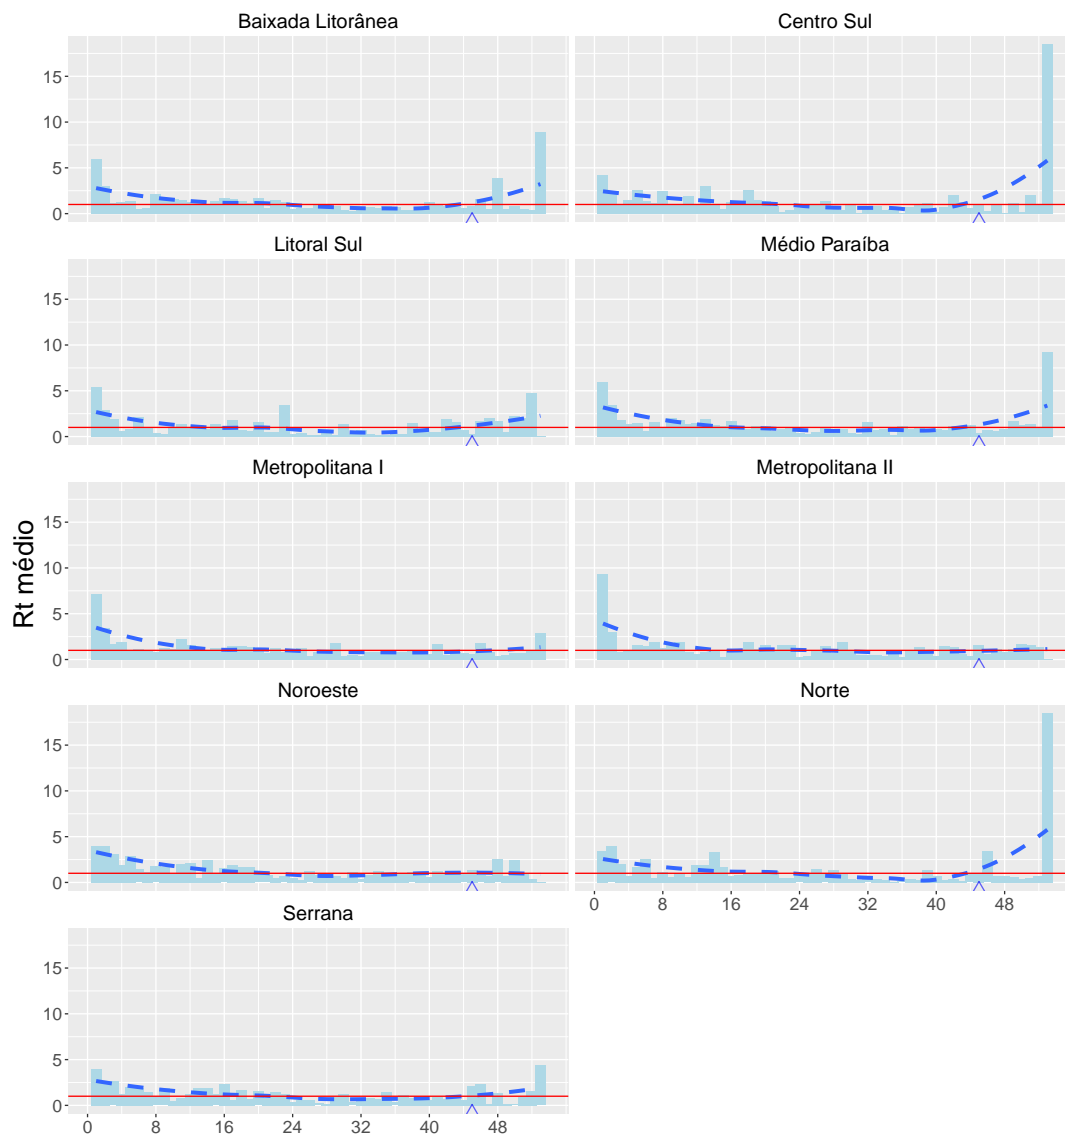 Baixada Litorânea
Centro Sul
15
10
5
0
Litoral Sul
Médio Paraíba
15
10
5
0
Metropolitana I
Metropolitana II
15
10
5
0
Rt médio
Noroeste
Norte
15
10
5
0
0 8 16 24 32 40 48
Serrana
15
10
5
0
0 8 16 24 32 40 48